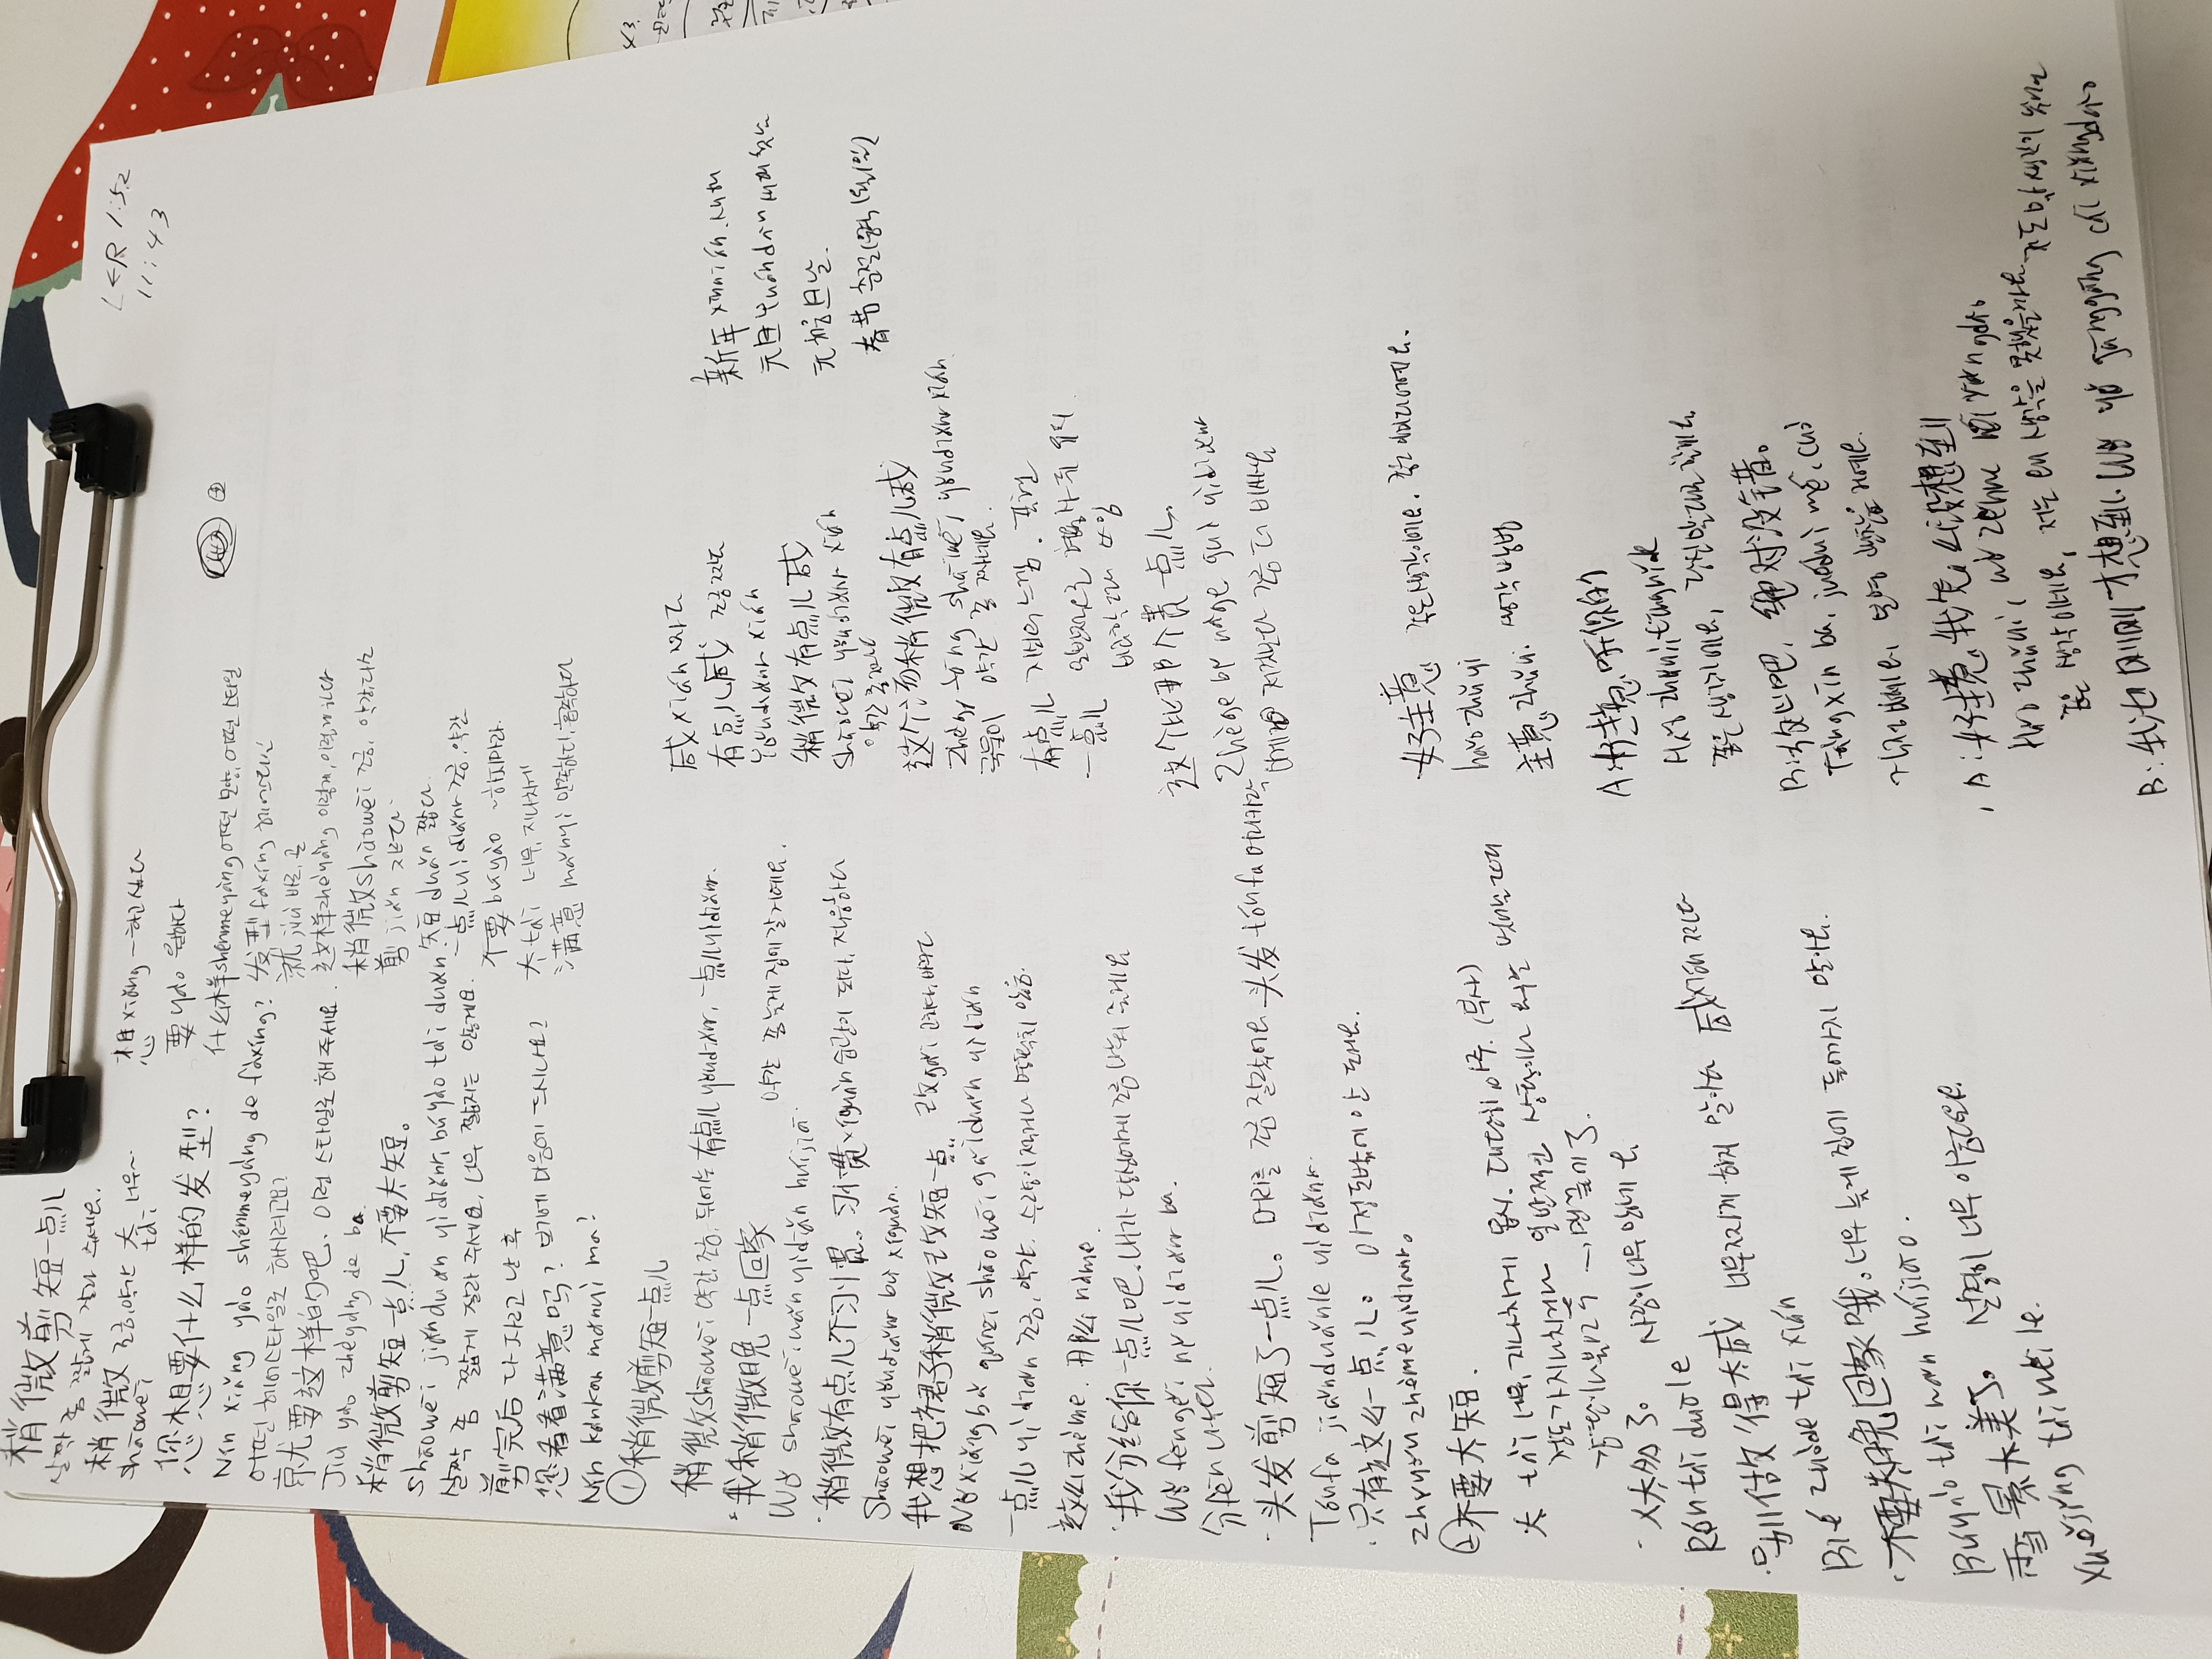 稍微剪短一点儿
살짝 좀 짧게 잘라 주세요.
稍微 조금, 약간 太 너무~
shāowēi tài
您想要什么样的发型?
Nín xiǎng yào shénmeyàng de fàxíng?
어떤 헤어스타일로 하시려고요?
就要这样的吧. 이런 스타일로 해 주세요.
Jiù yào zhèyàng de ba.
稍微剪短一点儿, 不要太短。
shāowēi jiǎnduǎn yìdiǎnr, búyào tài duǎn.
살짝 좀 짧게 잘라 주세요, 너무 짧지는 않게요.
剪完后 다 자르고 난 후
您看看满意吗? 보기에 마음에 드시나요?
Nín kànkan mǎnyì ma?
想 xiǎng ~하고 싶다
要 yào 원하다
什么样 shénmeyàng 어떤 모양, 어떤 스타일
发型 fàxíng 헤어스타일
就 jiù 바로, 곧
这样 zhèyàng 이렇게, 이렇게 하다
稍微 shāowēi 조금, 약간, 다소
剪 jiǎn 자르다
短 duǎn 짧다.
一点儿 yìdiǎnr 조금, 약간
不要 búyào ~하지마라.
太 tài 너무, 지나치게
满意 mǎnyì 만족하다, 흡족하다
L&R 1:52
11:43
① 稍微剪短一点儿
稍微 shāowēi 약간, 조금, 뒤에는 有点儿 yǒudiǎnr, 一点儿 yìdiǎnr.
我稍微晚一点回家
약간 좀 늦게 집에 갈 거예요.
Wǒ shāowēi wǎn yìdiǎn huíjiā.
· 稍微有点儿不习惯。 习惯 xíguàn 습관이 되다, 적응하다
Shāowēi yǒudiǎnr bù xíguàn.
我想把裙子稍微改短一点 改 gǎi 고치다, 바꾸다
Wǒ xiǎng bǎ qúnzi shāowēi gǎiduǎn yìdiǎn
一点儿 yìdiǎn 조금, 약간. 수량이 적거나 명확치 않음.
这么 zhème. 那么 nàme.
· 我分给你一点儿吧. 내가 당신에게 조금 나눠 줄게요
Wǒ fēngěi nǐ yìdiǎnr ba.
分 fēn 나누다.
· 头发剪短了一点儿。 머리를 조금 잘랐어요 头发 tóufa 머리카락
Tóufa jiǎnduǎnle yìdiǎnr.
· 只有这么一点儿。 이 정도밖에 안 돼요.
Zhǐyǒu zhème yìdiǎnr.
② 不要太短.
太 tài 너무, 지나치게 몹시. 대단히, 아주. (부사)
정도가 지나치거나 일반적인 상황이나
→ 맨 끝에 了.
· 人太多了。 사람이 너무 많네요.
Rén tài duōle
· 别做得太咸 너무 짜게 하지 말아요 咸 xián 짜다
Bié zuòde tài xián
· 不要太晚回家哦。 너무 늦게 집에 들어가지 말아요.
Búyào tài wǎn huíjiā o.
雪景太美了。 설경이 너무 아름다워요.
Xuějǐng tài měi le.
咸 xián 짜다
有点儿咸 조금 짜다
Yǒudiǎnr xián
稍微有点儿咸
shāowēi yǒudiǎnr xián
약간 좀 짜다
这个汤稍微有点儿咸
Zhège tāng shāowēi yǒudiǎnr xián.
국물이 약간 좀 짜네요.
有点儿 느낌. 표현
一点儿 일반적으로 형용사 뒤 위치
비교할 때 쓰임
这个比那个贵一点儿.
Zhège bǐ nàge guì yìdiǎnr
저것보다 조금 더 비싸요
新年 xīnnián.
元旦 Yuándàn 새해 첫날
元 旦 날.
春节 춘절(음력 1월 1일)
好主意 좋은 생각이에요. 좋은 아이디어예요.
hǎo zhǔyi
主意 zhǔyi. 생각 방법
A: 好主意, 听你的
Hǎo zhǔyi, tīng nǐde
좋은 생각이에요, 당신 말대로 할게요
B: 放心吧, 绝对没错。
Fàngxīn ba, juéduì méi cuò
걱정마세요, 괜찮을 거예요.
A: 好主意, 我怎么没想到
Hǎo zhǔyi, wǒ zěnme méi xiǎngdào
좋은 생각이네요, 저는 왜 생각을 못했을까요.
B: 我也刚刚才想到. Wǒ yě gānggāng cái xiǎngdào
저도 막 생각이 났어요